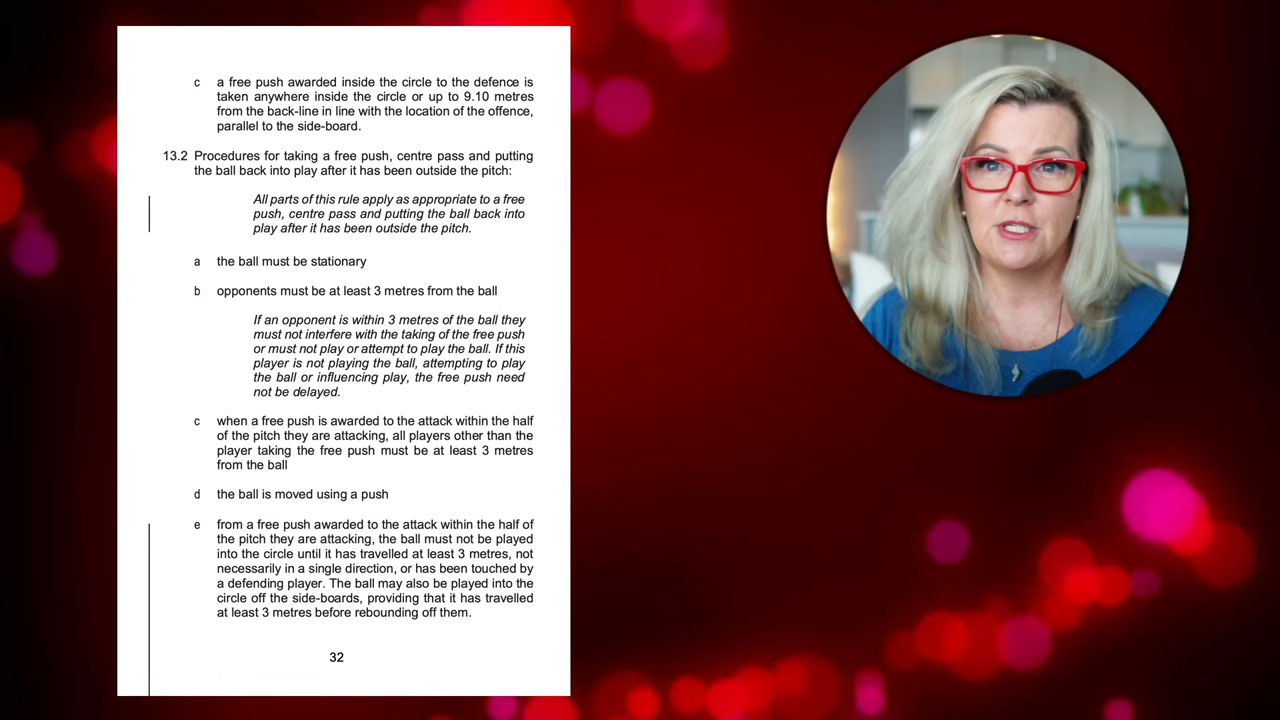 c a free push awarded inside the circle to the defence is
taken anywhere inside the circle or up to 9.10 metres
from the back-line in line with the location of the offence,
parallel to the side-board.
13.2 Procedures for taking a free push, centre pass and putting
the ball back into play after it has been outside the pitch:
All parts of this rule apply as appropriate to a free
push, centre pass and putting the ball back into
play after it has been outside the pitch.
a the ball must be stationary
b opponents must be at least 3 metres from the ball
If an opponent is within 3 metres of the ball they
must not interfere with the taking of the free push
or must not play or attempt to play the ball. If this
player is not playing the ball, attempting to play
the ball or influencing play, the free push need
not be delayed.
c when a free push is awarded to the attack within the half
of the pitch they are attacking, all players other than the
player taking the free push must be at least 3 metres
from the ball
d the ball is moved using a push
e from a free push awarded to the attack within the half of
the pitch they are attacking, the ball must not be played
into the circle until it has travelled at least 3 metres, not
necessarily in a single direction, or has been touched by
a defending player. The ball may also be played into the
circle off the side-boards, providing that it has travelled
at least 3 metres before rebounding off them.
32